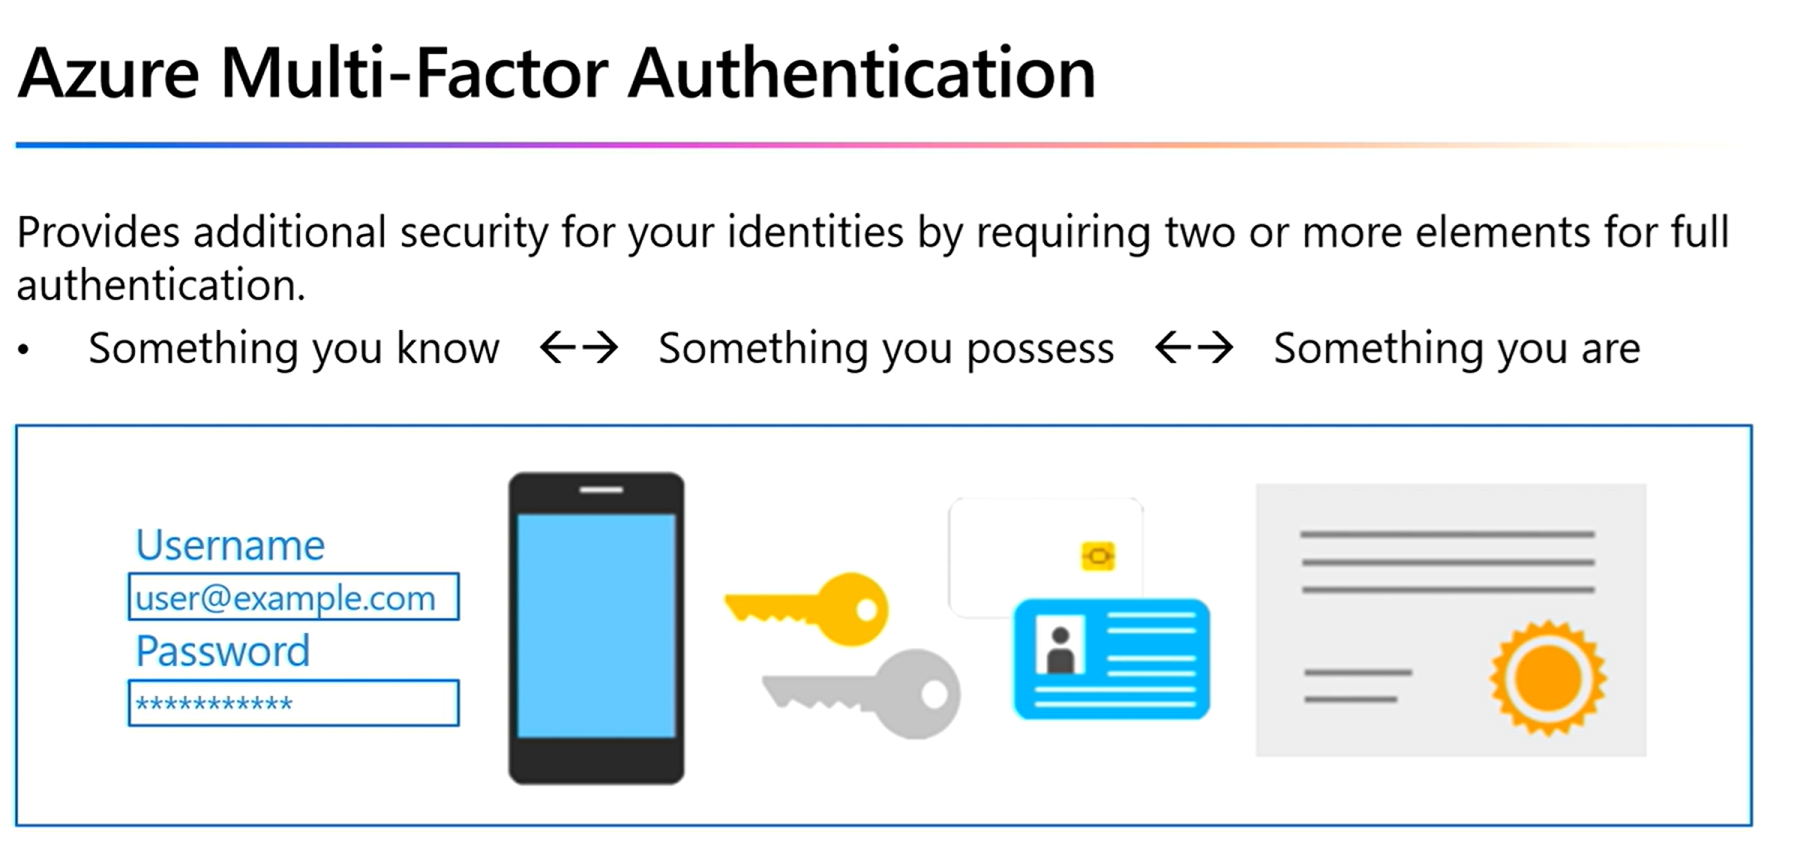 Azure Multi-Factor Authentication
Provides additional security for your identities by requiring two or more elements for full
authentication.
• Something you know ←→ Something you possess ←→ Something you are
Username
user@example.com
Password
***********